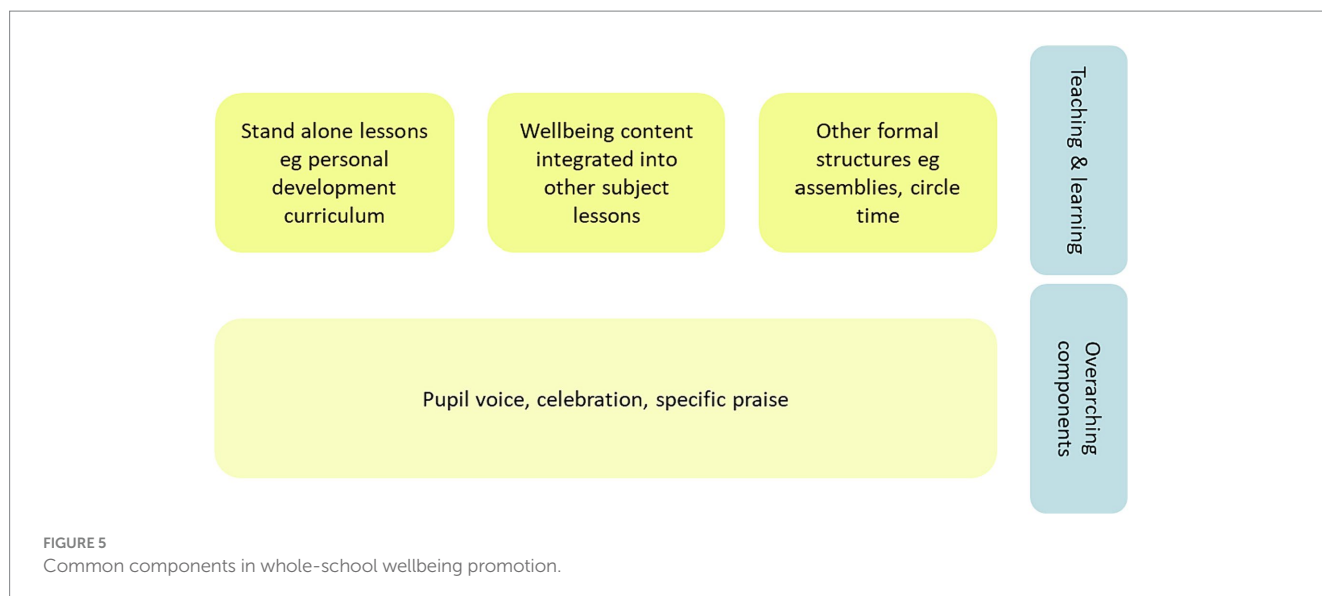 Stand alone lessons
eg personal
development
curriculum
Wellbeing content
integrated into
other subject
lessons
Other formal
structures eg
assemblies, circle
time
Teaching & learning
Pupil voice, celebration, specific praise
Overarching
components
FIGURE 5
Common components in whole-school wellbeing promotion.